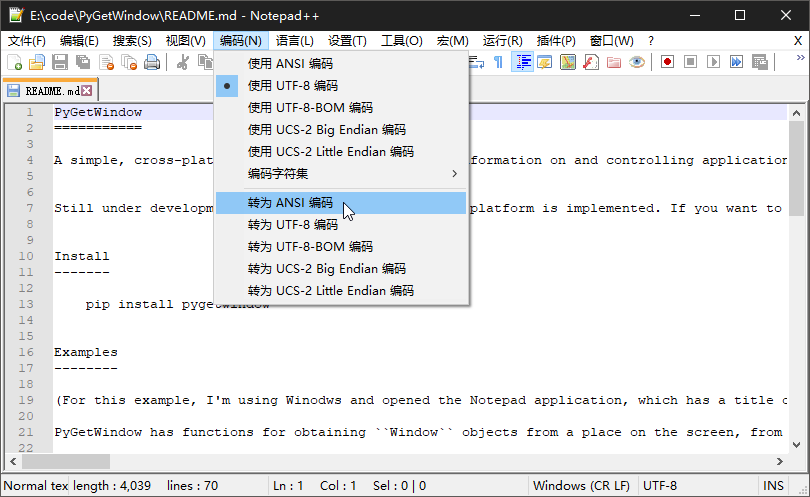 E:\code\PyGetWindow\README.md - Notepad++
文件(F) 编辑(E) 搜索(S) 视图(V) 编码(N) 语言(L) 设置(T) 工具(O) 宏(M) 运行(R) 插件(P) 窗口(W) ? X
README.md
使用 ANSI 编码
使用 UTF-8 编码
使用 UTF-8-BOM 编码
使用 UCS-2 Big Endian 编码
使用 UCS-2 Little Endian 编码
编码字符集
转为 ANSI 编码
转为 UTF-8 编码
转为 UTF-8-BOM 编码
转为 UCS-2 Big Endian 编码
转为 UCS-2 Little Endian 编码
1 PyGetWindow
2 ===========
3
4 A simple, cross-plat formation on and controlling application
5
6
7 Still under developm platform is implemented. If you want to
8
9
10 Install
11 -------
12
13 pip install pygetwindow
14
15
16 Examples
17 --------
18
19 (For this example, I'm using Winodws and opened the Notepad application, which has a title o
20
21 PyGetWindow has functions for obtaining ``Window`` objects from a place on the screen, from
22
Normal tex length : 4,039 lines : 70 Ln : 1 Col : 1 Sel : 0 | 0 Windows (CR LF) UTF-8 INS